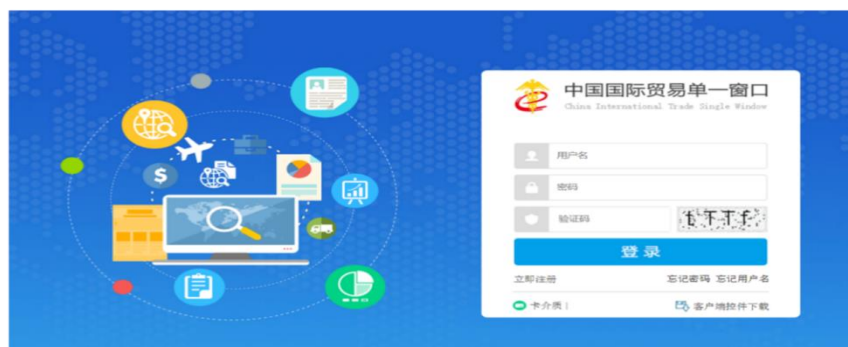 中国国际贸易单一窗口
China International Trade Single Window
用户名
密码
验证码
登录
立即注册 忘记密码 忘记用户名
卡介质 | 客户端控件下载
$